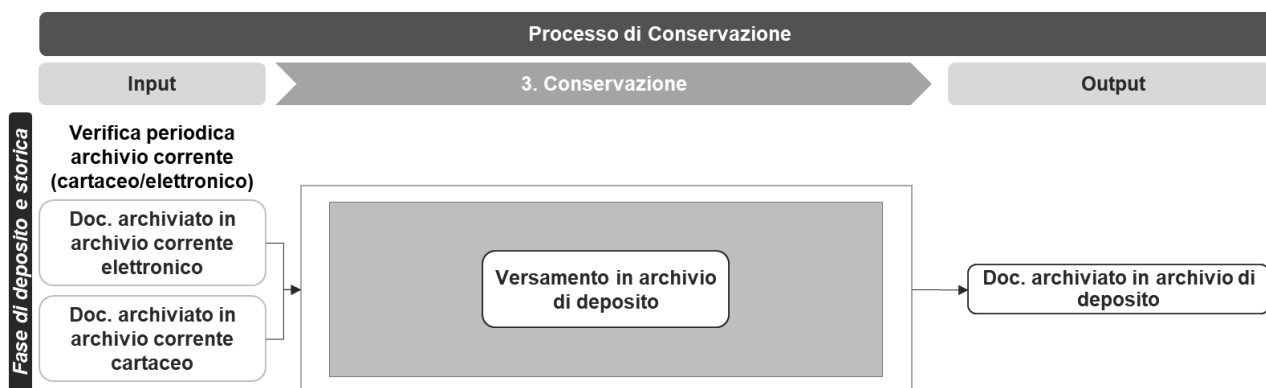 Processo di Conservazione
Input
3. Conservazione
Output
Fase di deposito e storica
Verifica periodica
archivio corrente
(cartaceo/elettronico)
Doc. archiviato in
archivio corrente
elettronico
Doc. archiviato in
archivio corrente
cartaceo
Versamento in archivio
di deposito
Doc. archiviato in archivio di
deposito